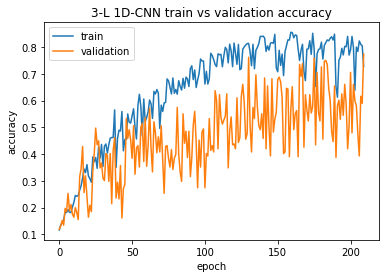 3-L 1D-CNN train vs validation accuracy
train
validation
accuracy
0.8
0.7
0.6
0.5
0.4
0.3
0.2
0.1
0
50
100
150
200
epoch